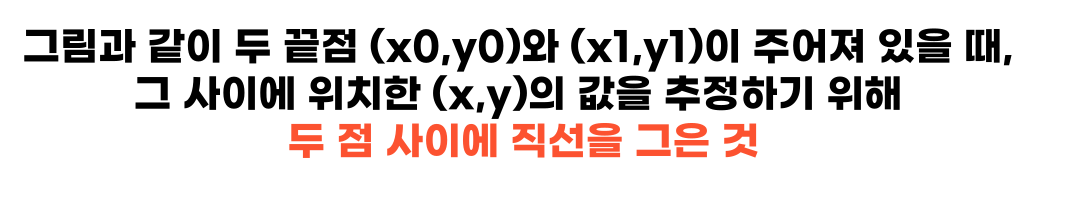 그림과 같이 두 끝점 (x0,y0)와 (x1,y1)이 주어져 있을 때,
그 사이에 위치한 (x,y)의 값을 추정하기 위해
두 점 사이에 직선을 그은 것